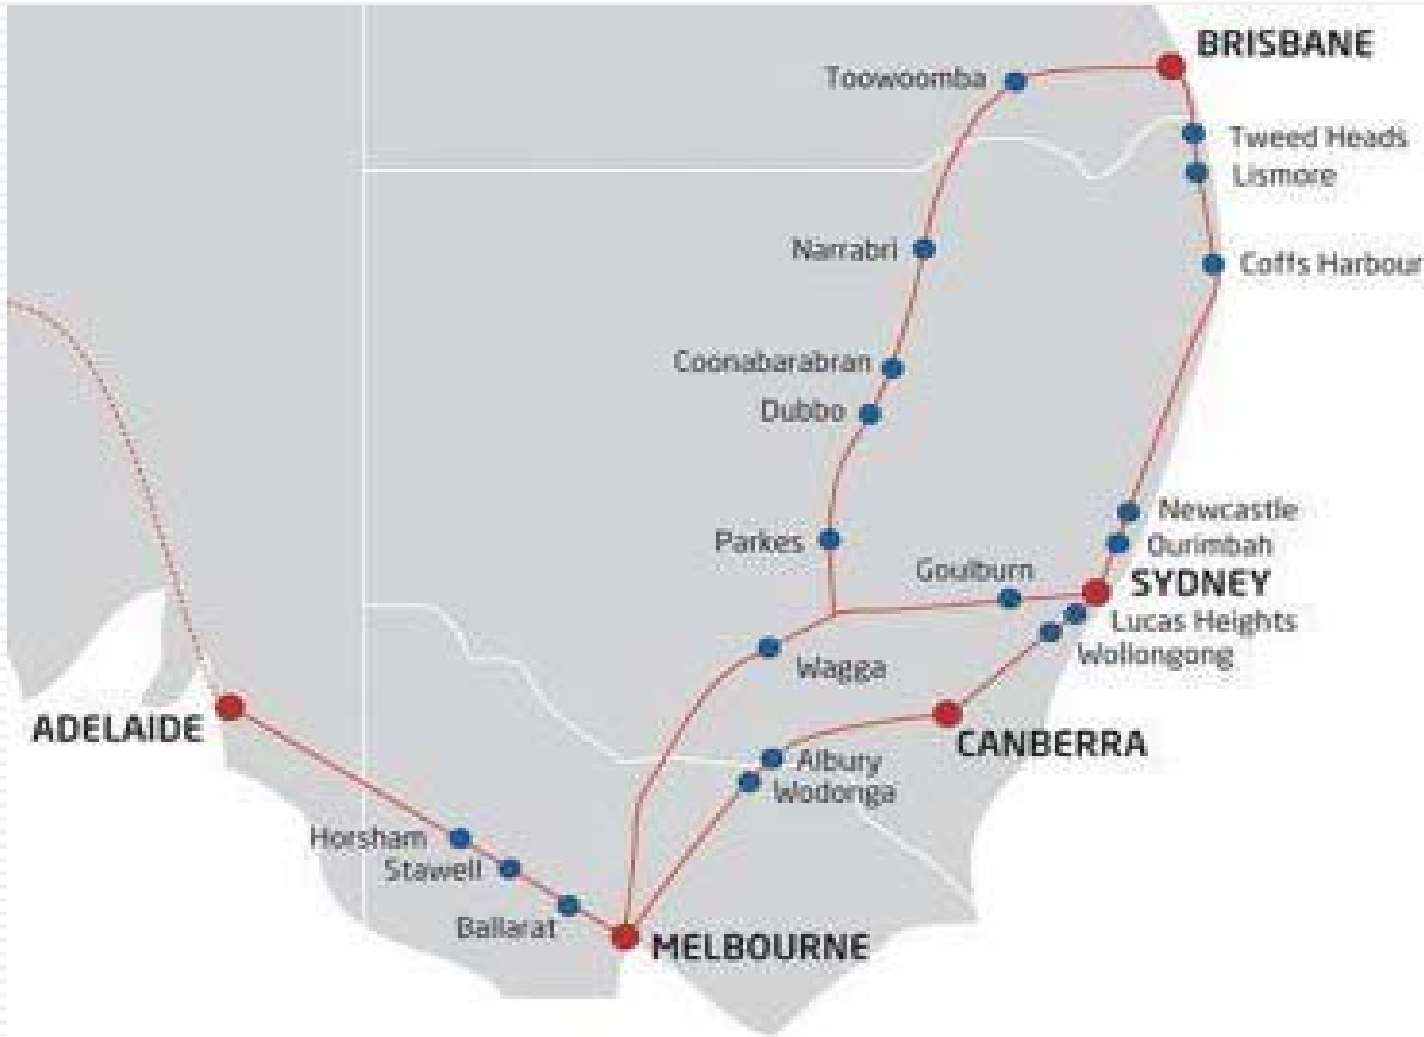 BRISBANE
Toowoomba
Tweed Heads
Lismore
Narrabri
Coffs Harbour
Coonabarabran
Dubbo
Newcastle
Parkes
Ourimbah
Goulburn
SYDNEY
Lucas Heights
Wollongong
Wagga
ADELAIDE
CANBERRA
Albury
Wodonga
Horsham
Stawell
Ballarat
MELBOURNE